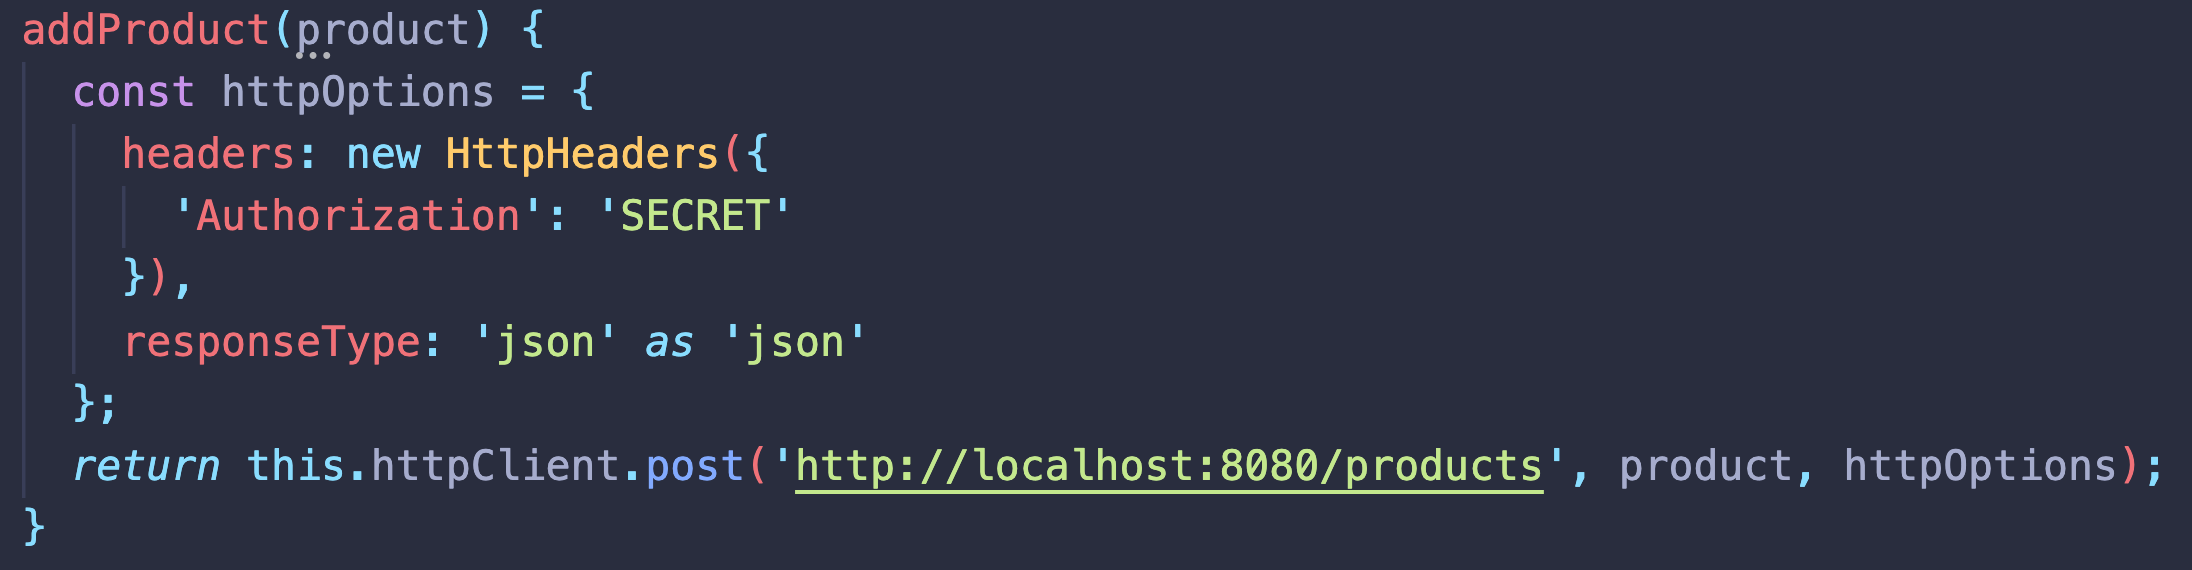 addProduct(product) {
const httpOptions = {
headers: new HttpHeaders({
'Authorization': 'SECRET'
}),
responseType: 'json' as 'json'
};
return this.httpClient.post('http://localhost:8080/products', product, httpOptions);
}